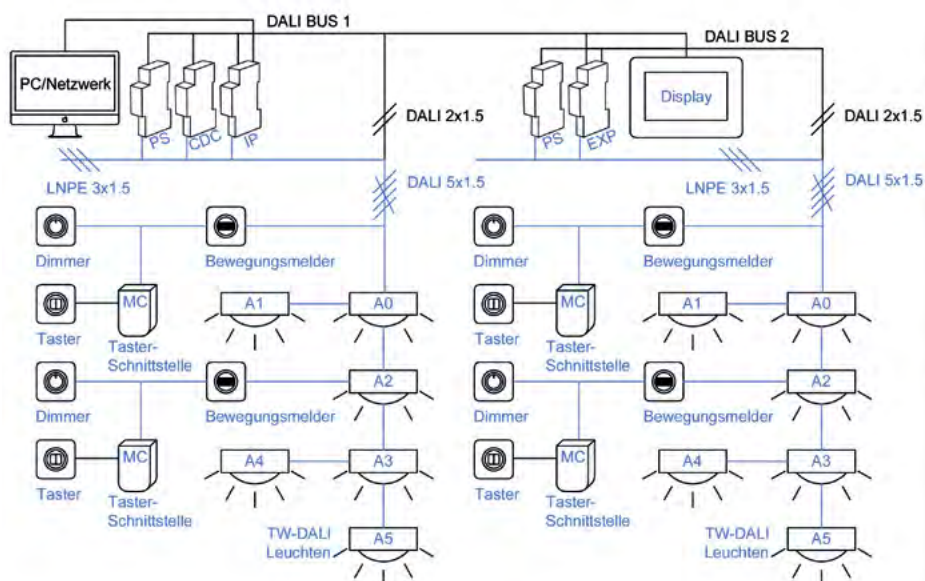 DALI BUS 1
DALI BUS 2
PC/Netzwerk
PS
CDC
IP
DALI 2x1.5
PS
EXP
Display
DALI 2x1.5
LNPE 3x1.5
DALI 5x1.5
LNPE 3x1.5
DALI 5x1.5
Dimmer
Bewegungsmelder
Dimmer
Bewegungsmelder
MC
A1
A0
MC
A1
A0
Taster
Taster-
Schnittstelle
Taster
Taster-
Schnittstelle
A2
A2
Dimmer
Bewegungsmelder
Dimmer
Bewegungsmelder
MC
A4
A3
MC
A4
A3
Taster
Taster-
Schnittstelle
Taster
Taster-
Schnittstelle
TW-DALI
Leuchten
A5
TW-DALI
Leuchten
A5